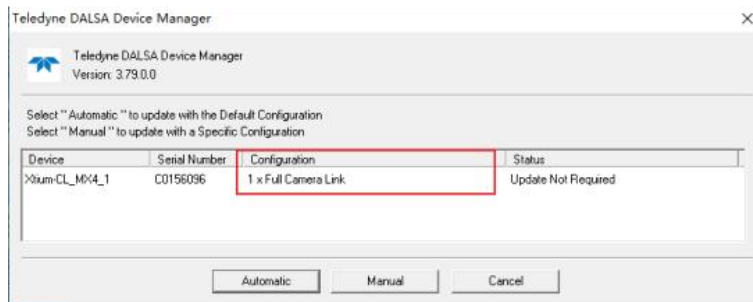 Teledyne DALSA Device Manager
Teledyne DALSA Device Manager
Version: 3.79.0.0
Select "Automatic" to update with the Default Configuration
Select "Manual" to update with a Specific Configuration
Device Serial Number Configuration Status
Xtium-CL_MX4_1 C0156096 1 x Full Camera Link Update Not Required
Automatic Manual Cancel